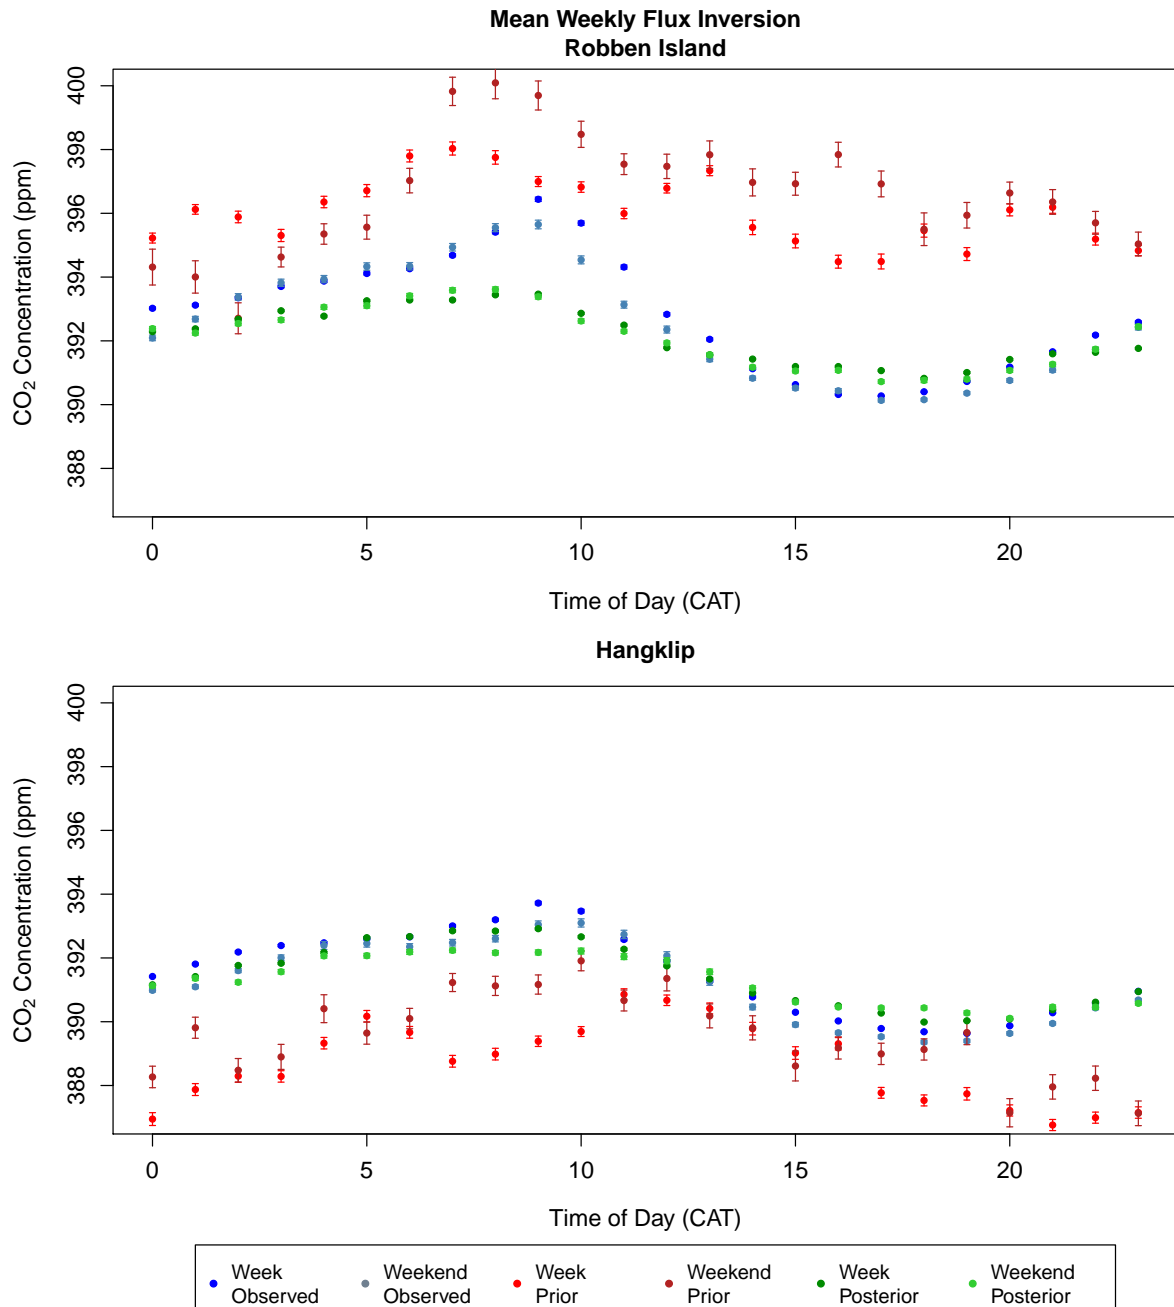 Mean Weekly Flux Inversion
Robben Island
CO₂ Concentration (ppm)
400
398
396
394
392
390
388
0 5 10 15 20
Time of Day (CAT)
Hangklip
CO₂ Concentration (ppm)
400
398
396
394
392
390
388
0 5 10 15 20
Time of Day (CAT)
Week Weekend Week Weekend Week Weekend
Observed Observed Prior Prior Posterior Posterior